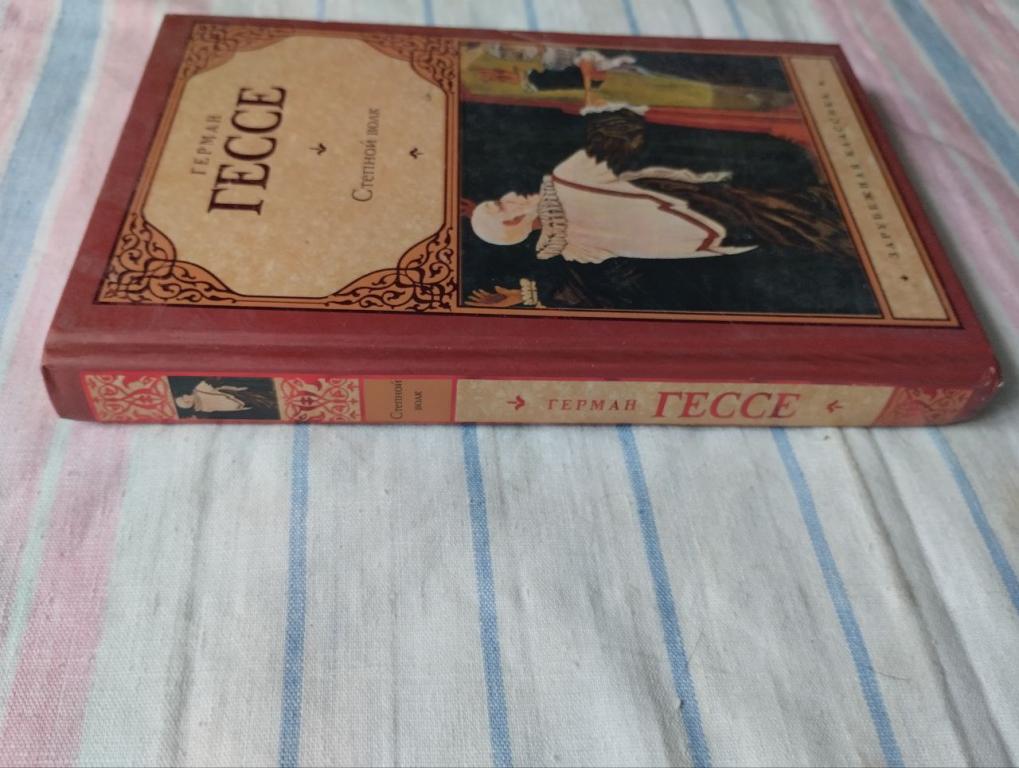 ГЕРМАН
ГЕССЕ
Степной волк
ЗАРУБЕЖНАЯ КЛАССИКА
Степной
волк
ГЕРМАН ГЕССЕ